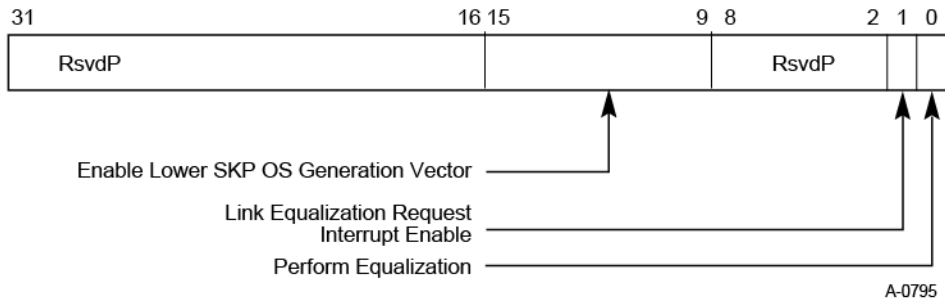 31 16 15 9 8 2 1 0
RsvdP RsvdP
Enable Lower SKP OS Generation Vector
Link Equalization Request
Interrupt Enable
Perform Equalization
A-0795